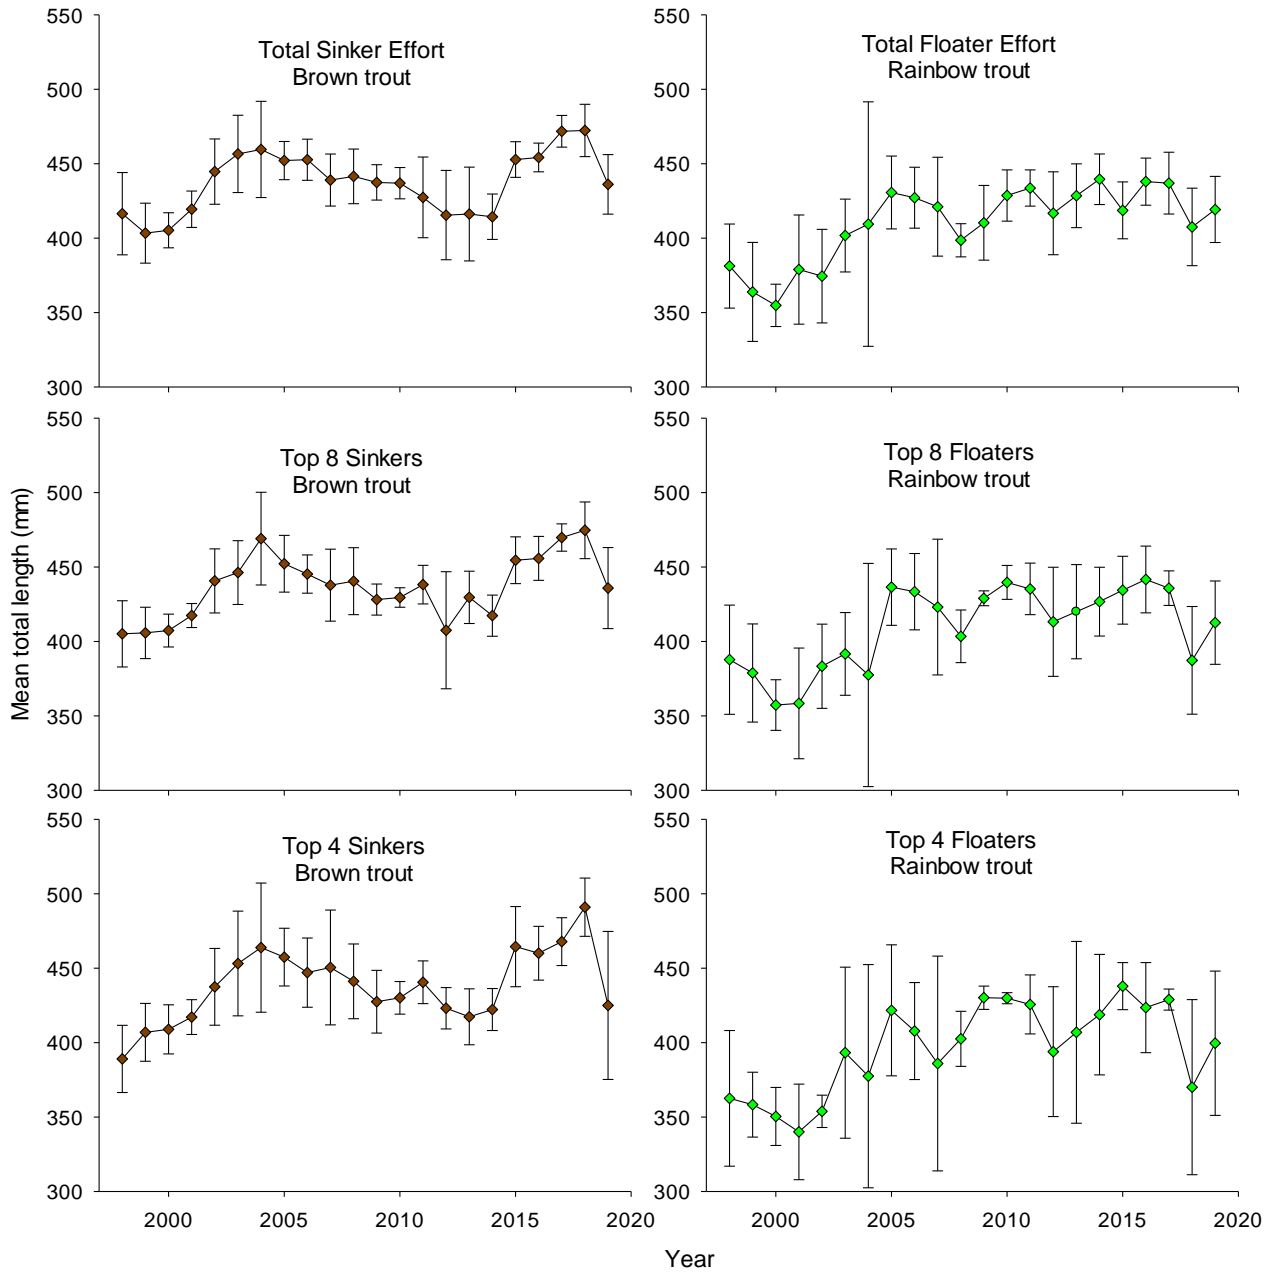 Total Sinker Effort
Brown trout
550
500
450
400
350
300
Total Floater Effort
Rainbow trout
550
500
450
400
350
300
Mean total length (mm)
Top 8 Sinkers
Brown trout
550
500
450
400
350
300
Top 8 Floaters
Rainbow trout
550
500
450
400
350
300
Top 4 Sinkers
Brown trout
550
500
450
400
350
300
2000 2005 2010 2015 2020
Top 4 Floaters
Rainbow trout
550
500
450
400
350
300
2000 2005 2010 2015 2020
Year